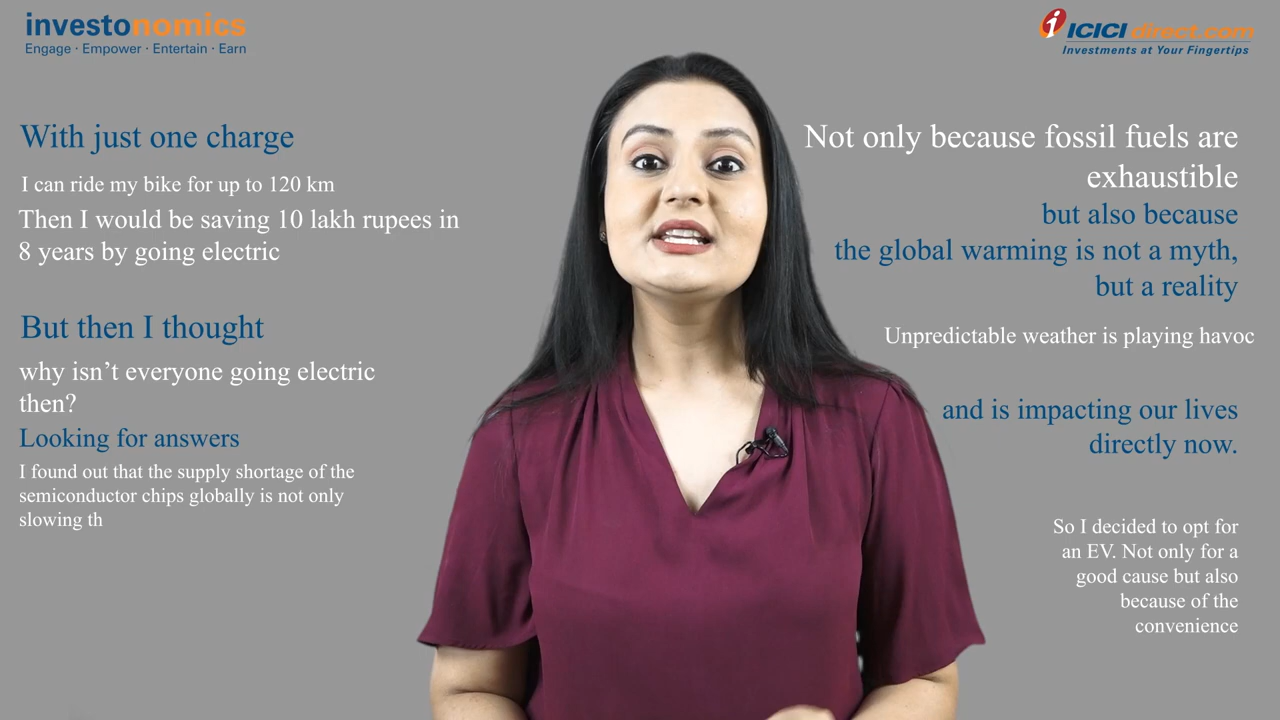 investonomics
Engage · Empower · Entertain · Earn
i ICICI direct.com
Investments at Your Fingertips
With just one charge
I can ride my bike for up to 120 km
Then I would be saving 10 lakh rupees in
8 years by going electric
But then I thought
why isn’t everyone going electric
then?
Looking for answers
I found out that the supply shortage of the
semiconductor chips globally is not only
slowing th
Not only because fossil fuels are
exhaustible
but also because
the global warming is not a myth,
but a reality
Unpredictable weather is playing havoc
and is impacting our lives
directly now.
So I decided to opt for
an EV. Not only for a
good cause but also
because of the
convenience